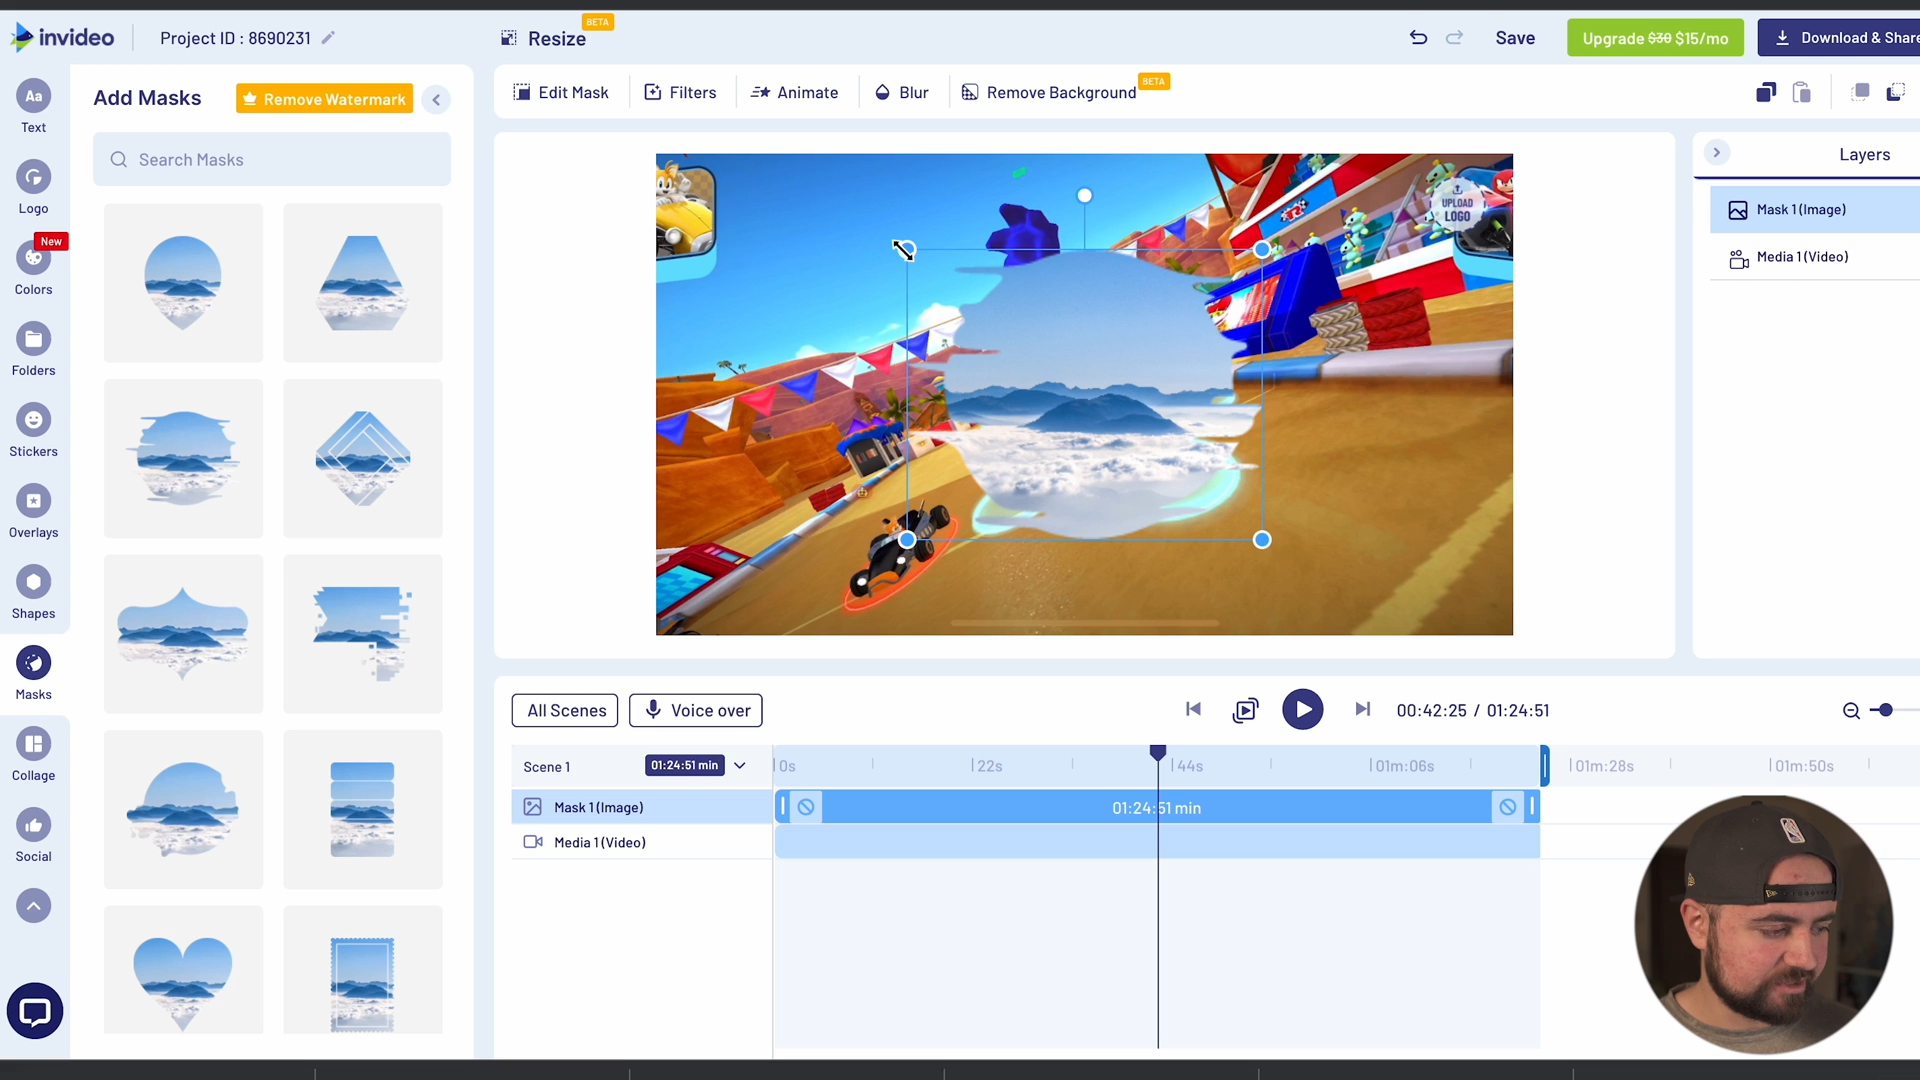 invideo
Project ID : 8690231
Resize
BETA
Save
Upgrade $30 $15/mo
Download & Share
Aa
Text
Logo
New
Colors
Folders
Stickers
Overlays
Shapes
Masks
Collage
Social
Add Masks
Remove Watermark
Search Masks
Edit Mask
Filters
Animate
Blur
Remove Background
BETA
UPLOAD
LOGO
Layers
Mask 1 (Image)
Media 1 (Video)
All Scenes
Voice over
00:42:25 / 01:24:51
Scene 1
01:24:51 min
0s
22s
44s
01m:06s
01m:28s
01m:50s
Mask 1 (Image)
01:24:51 min
Media 1 (Video)